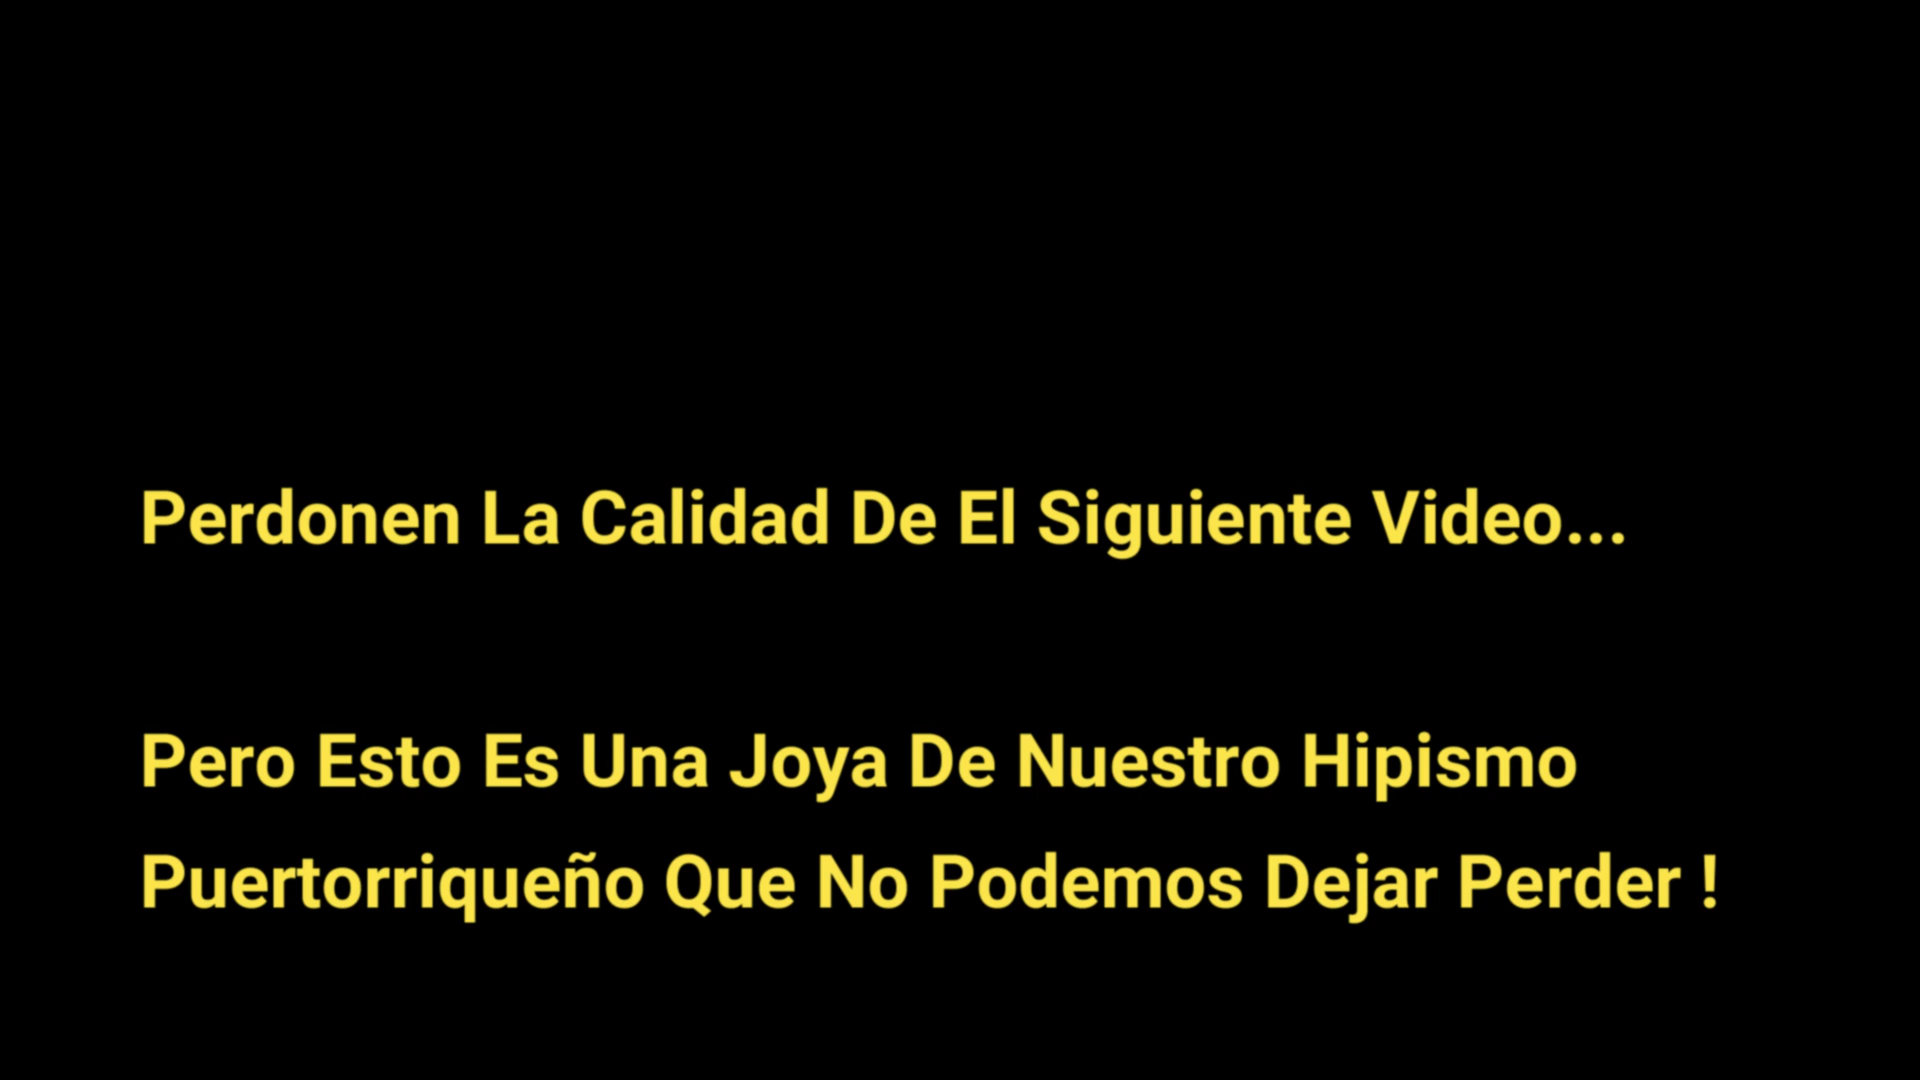 Perdonen La Calidad De El Siguiente Video...
Pero Esto Es Una Joya De Nuestro Hipismo
Puertorriqueño Que No Podemos Dejar Perder !